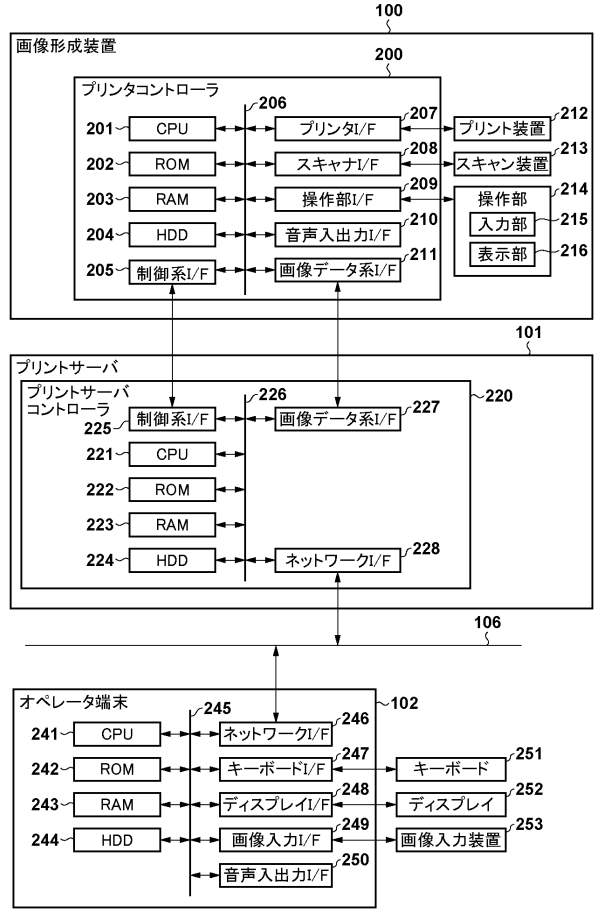 100
画像形成装置
200
プリンタコントローラ
206
201 CPU
207 プリンタI/F
212 プリント装置
202 ROM
208 スキャナI/F
213 スキャン装置
203 RAM
209 操作部I/F
214 操作部
215 入力部
216 表示部
204 HDD
210 音声入出力I/F
205 制御系I/F
211 画像データ系I/F
101
プリントサーバ
プリントサーバ
コントローラ
220
226
225 制御系I/F
227 画像データ系I/F
221 CPU
222 ROM
223 RAM
224 HDD
228 ネットワークI/F
106
オペレータ端末
102
245
241 CPU
246 ネットワークI/F
242 ROM
247 キーボードI/F
251 キーボード
243 RAM
248 ディスプレイI/F
252 ディスプレイ
244 HDD
249 画像入力I/F
253 画像入力装置
250 音声入出力I/F